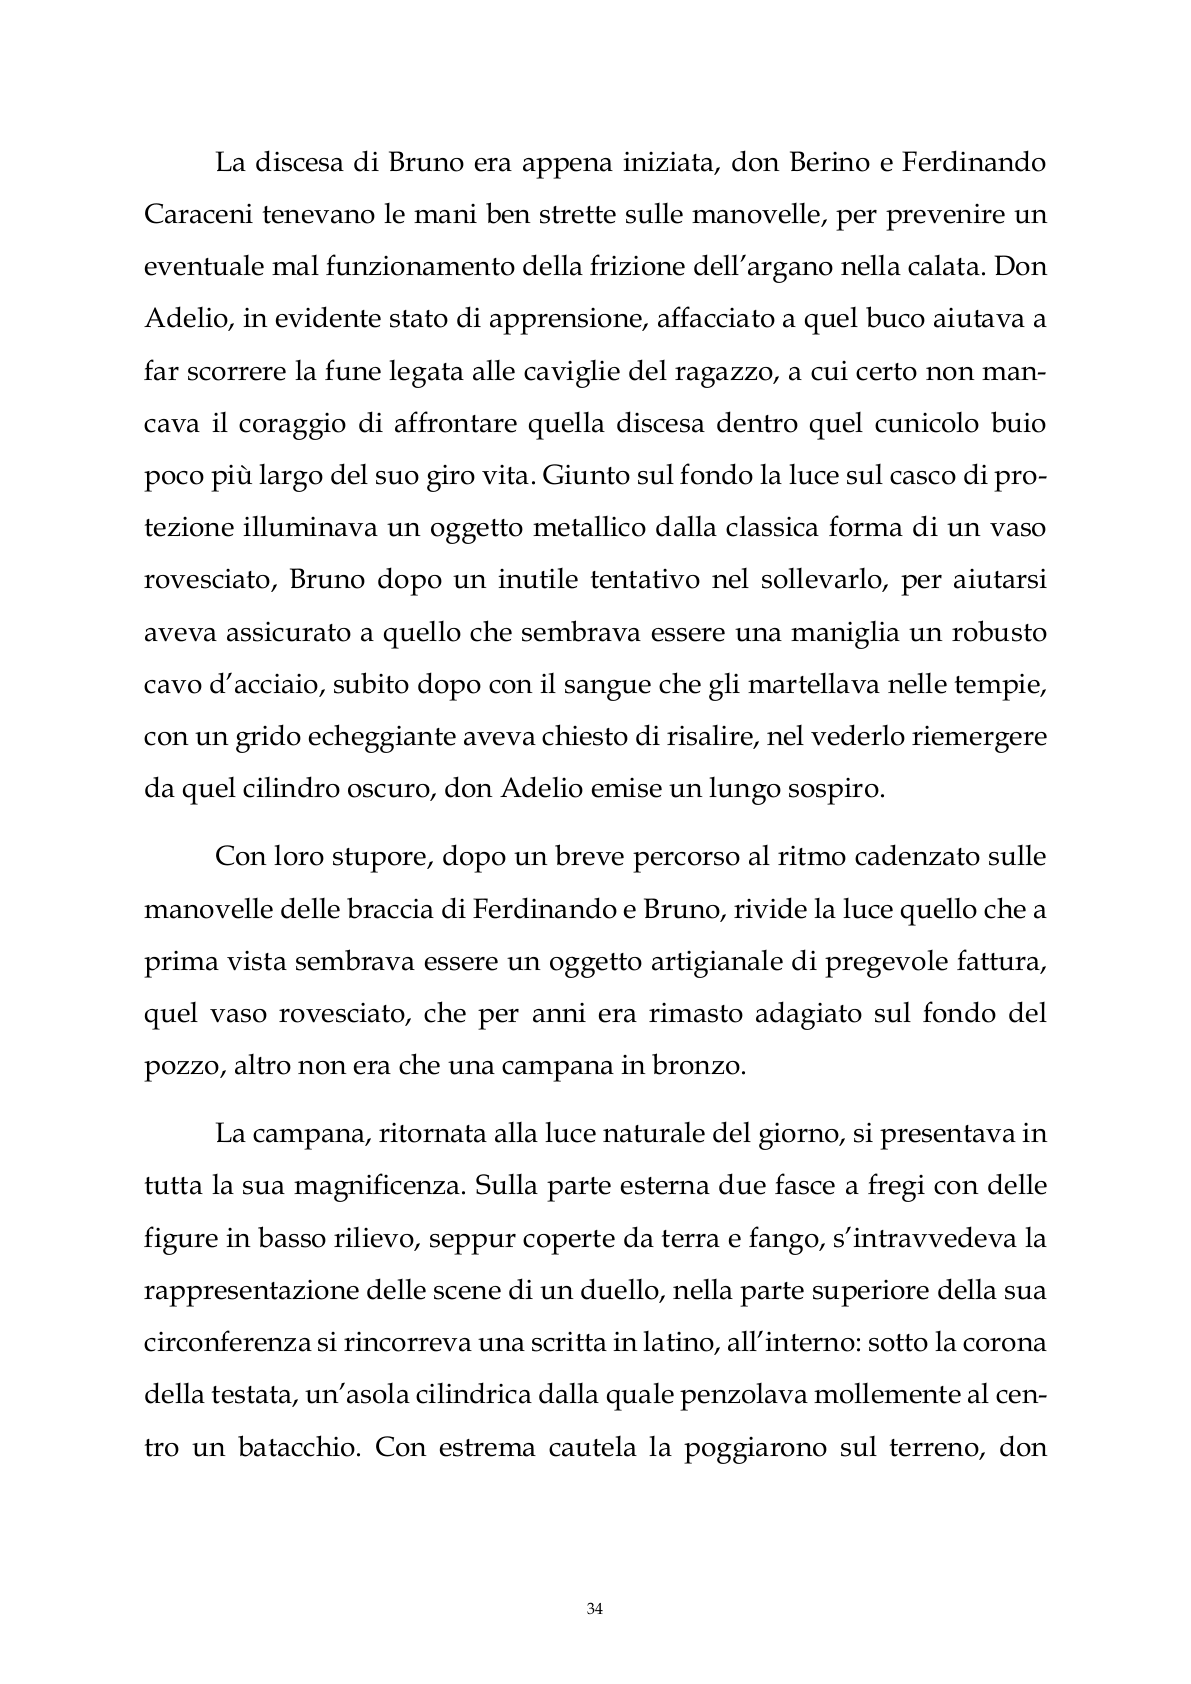 La discesa di Bruno era appena iniziata, don Berino e Ferdinando
Caraceni tenevano le mani ben strette sulle manovelle, per prevenire un
eventuale mal funzionamento della frizione dell’argano nella calata. Don
Adelio, in evidente stato di apprensione, affacciato a quel buco aiutava a
far scorrere la fune legata alle caviglie del ragazzo, a cui certo non man-
cava il coraggio di affrontare quella discesa dentro quel cunicolo buio
poco più largo del suo giro vita. Giunto sul fondo la luce sul casco di pro-
tezione illuminava un oggetto metallico dalla classica forma di un vaso
rovesciato, Bruno dopo un inutile tentativo nel sollevarlo, per aiutarsi
aveva assicurato a quello che sembrava essere una maniglia un robusto
cavo d’acciaio, subito dopo con il sangue che gli martellava nelle tempie,
con un grido echeggiante aveva chiesto di risalire, nel vederlo riemergere
da quel cilindro oscuro, don Adelio emise un lungo sospiro.
Con loro stupore, dopo un breve percorso al ritmo cadenzato sulle
manovelle delle braccia di Ferdinando e Bruno, rivide la luce quello che a
prima vista sembrava essere un oggetto artigianale di pregevole fattura,
quel vaso rovesciato, che per anni era rimasto adagiato sul fondo del
pozzo, altro non era che una campana in bronzo.
La campana, ritornata alla luce naturale del giorno, si presentava in
tutta la sua magnificenza. Sulla parte esterna due fasce a fregi con delle
figure in basso rilievo, seppur coperte da terra e fango, s’intravvedeva la
rappresentazione delle scene di un duello, nella parte superiore della sua
circonferenza si rincorreva una scritta in latino, all’interno: sotto la corona
della testata, un’asola cilindrica dalla quale penzolava mollemente al cen-
tro un batacchio. Con estrema cautela la poggiarono sul terreno, don
34